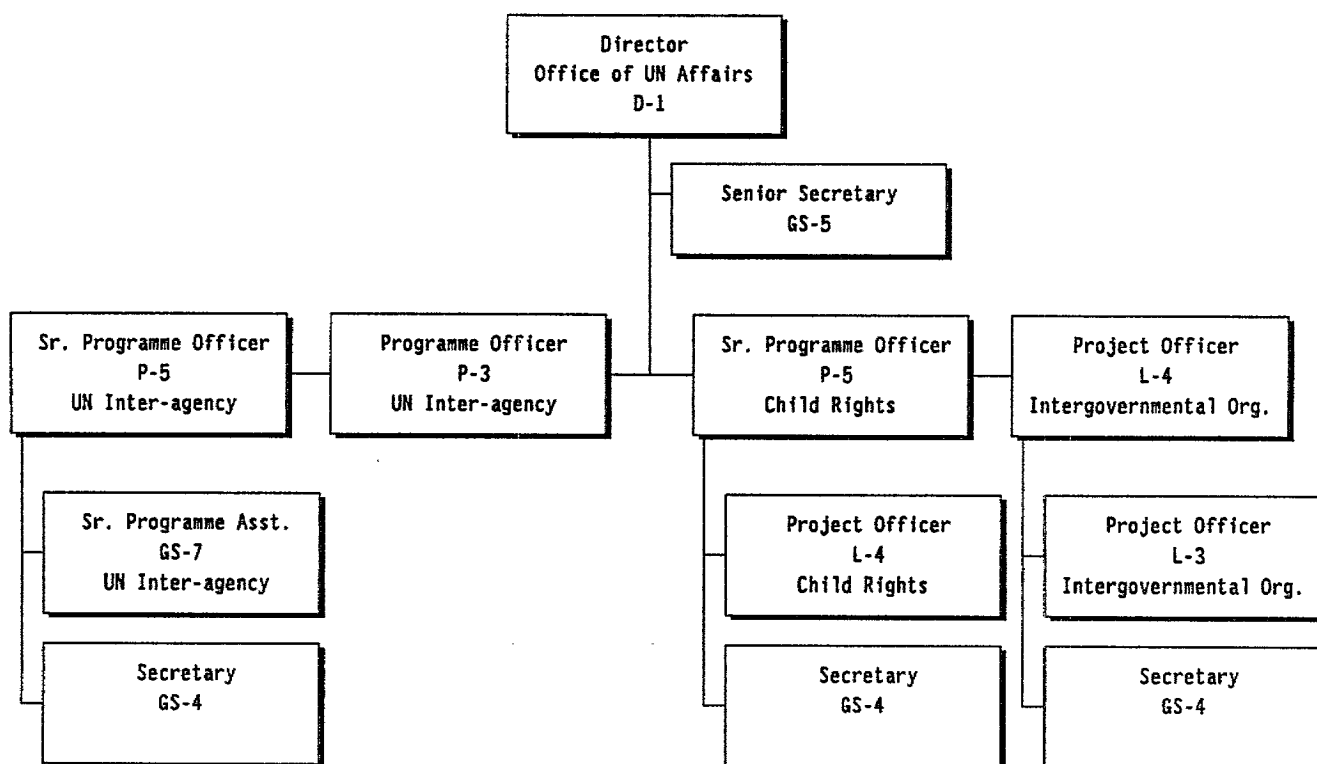 Director
Office of UN Affairs
D-1
Senior Secretary
GS-5
Sr. Programme Officer
P-5
UN Inter-agency
Programme Officer
P-3
UN Inter-agency
Sr. Programme Officer
P-5
Child Rights
Project Officer
L-4
Intergovernmental Org.
Sr. Programme Asst.
GS-7
UN Inter-agency
Project Officer
L-4
Child Rights
Project Officer
L-3
Intergovernmental Org.
Secretary
GS-4
Secretary
GS-4
Secretary
GS-4